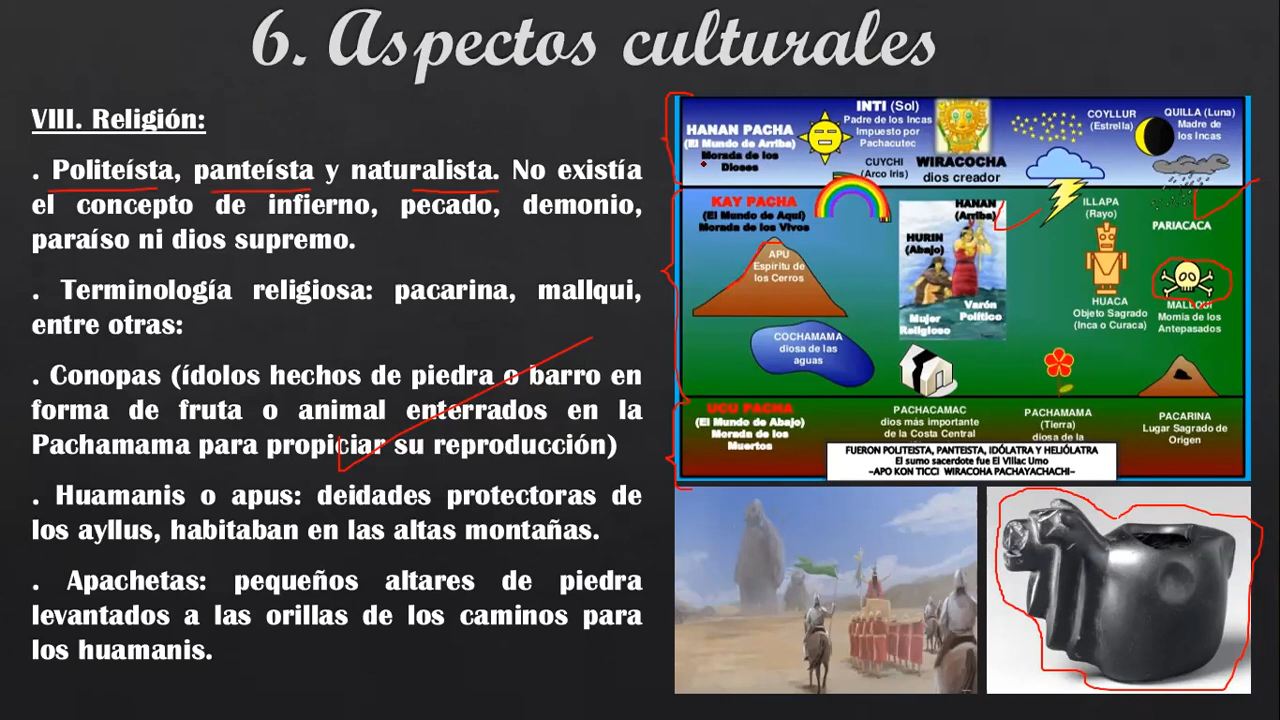 6. Aspectos culturales
VIII. Religión:
. Politeísta, panteísta y naturalista. No existía
el concepto de infierno, pecado, demonio,
paraíso ni dios supremo.
. Terminología religiosa: pacarina, mallqui,
entre otras:
. Conopas (ídolos hechos de piedra o barro en
forma de fruta o animal enterrados en la
Pachamama para propiciar su reproducción)
. Huamanis o apus: deidades protectoras de
los ayllus, habitaban en las altas montañas.
. Apachetas: pequeños altares de piedra
levantados a las orillas de los caminos para
los huamanis.
HANAN PACHA
(El Mundo de Arriba)
Morada de los
Dioses
INTI (Sol)
Padre de los Incas
Impuesto por
Pachacutec
CUYCHI
(Arco Iris)
WIRACOCHA
dios creador
COYLLUR
(Estrella)
QUILLA (Luna)
Madre de
los Incas
KAY PACHA
(El Mundo de Aquí)
Morada de los Vivos
APU
Espíritu de
los Cerros
HANAN
(Arriba)
HURIN
(Abajo)
Varón
Político
Mujer
Religioso
ILLAPA
(Rayo)
PARIACACA
HUACA
Objeto Sagrado
(Inca o Curaca)
MALLQUI
Momia de los
Antepasados
COCHAMAMA
diosa de las
aguas
UCU PACHA
(El Mundo de Abajo)
Morada de los
Muertos
PACHACAMAC
dios más importante
de la Costa Central
PACHAMAMA
(Tierra)
diosa de la
PACARINA
Lugar Sagrado de
Origen
FUERON POLITEISTA, PANTEISTA, IDÓLATRA Y HELIÓLATRA
El sumo sacerdote fue El Villac Umo
-APO KON TICCI WIRACOHA PACHAYACHACHI-